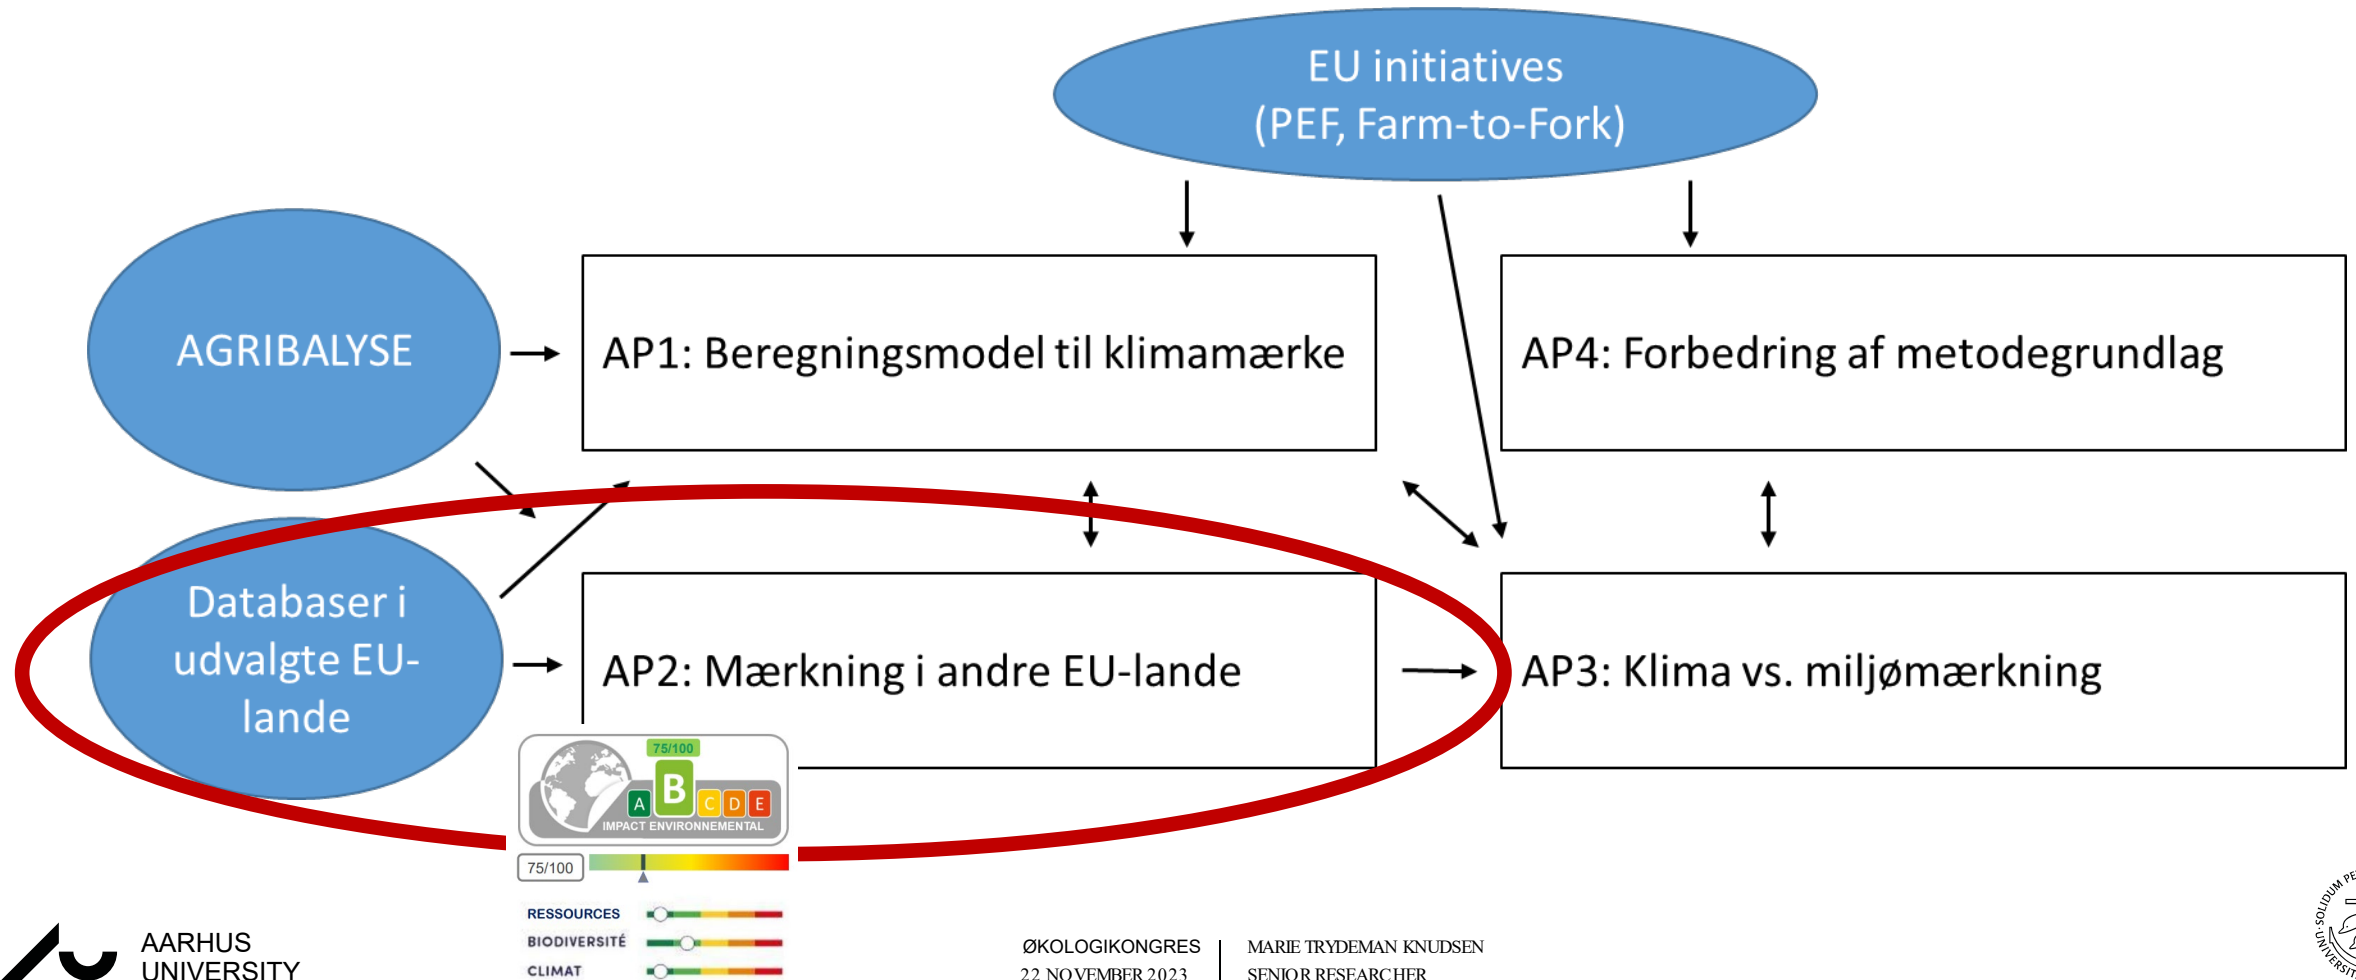 EU initiatives
(PEF, Farm-to-Fork)
AGRIBALYSE
AP1: Beregningsmodel til klimamærke
AP4: Forbedring af metodegrundlag
Databaser i
udvalgte EU-
lande
AP2: Mærkning i andre EU-lande
AP3: Klima vs. miljømærkning
75/100
A
B
C
D
E
IMPACT ENVIRONNEMENTAL
75/100
RESSOURCES
BIODIVERSITÉ
CLIMAT
AARHUS
UNIVERSITY
ØKOLOGIKONGRES
22 NOVEMBER 2023
MARIE TRYDEMAN KNUDSEN
SENIOR RESEARCHER
SOLIDUM